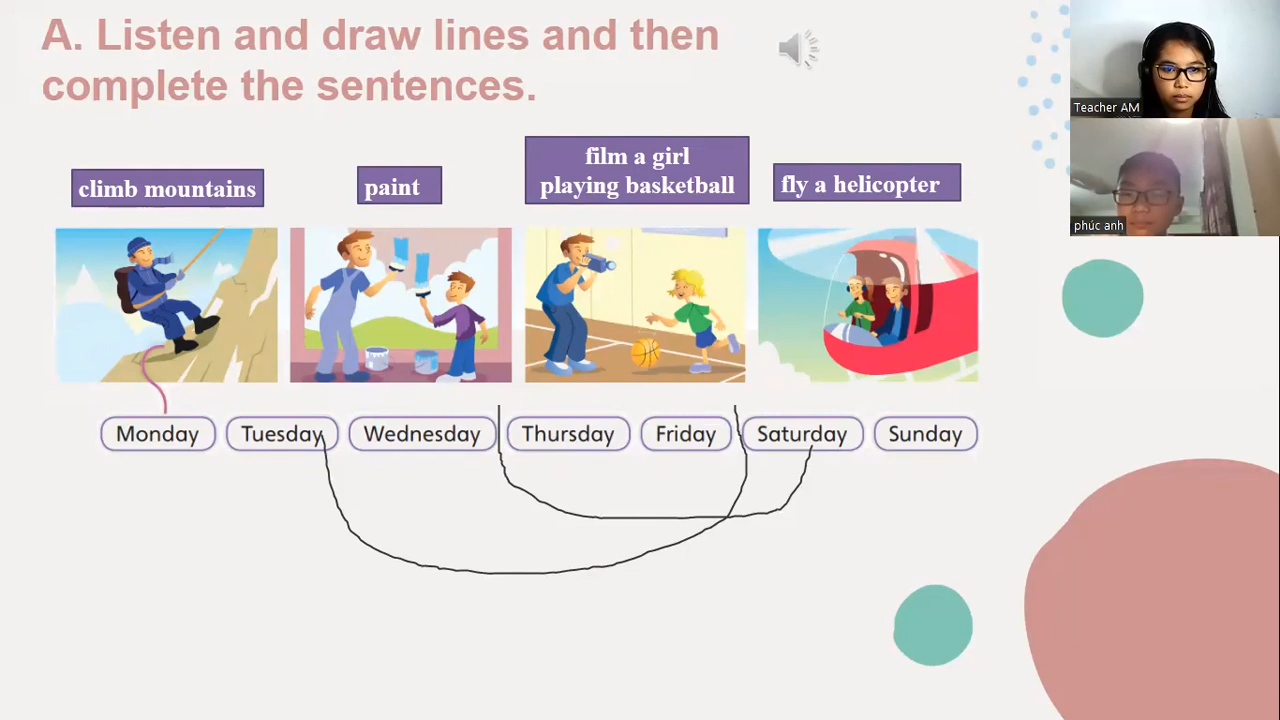 A. Listen and draw lines and then
complete the sentences.
climb mountains
paint
film a girl
playing basketball
fly a helicopter
Monday
Tuesday
Wednesday
Thursday
Friday
Saturday
Sunday
Teacher AM
phúc anh